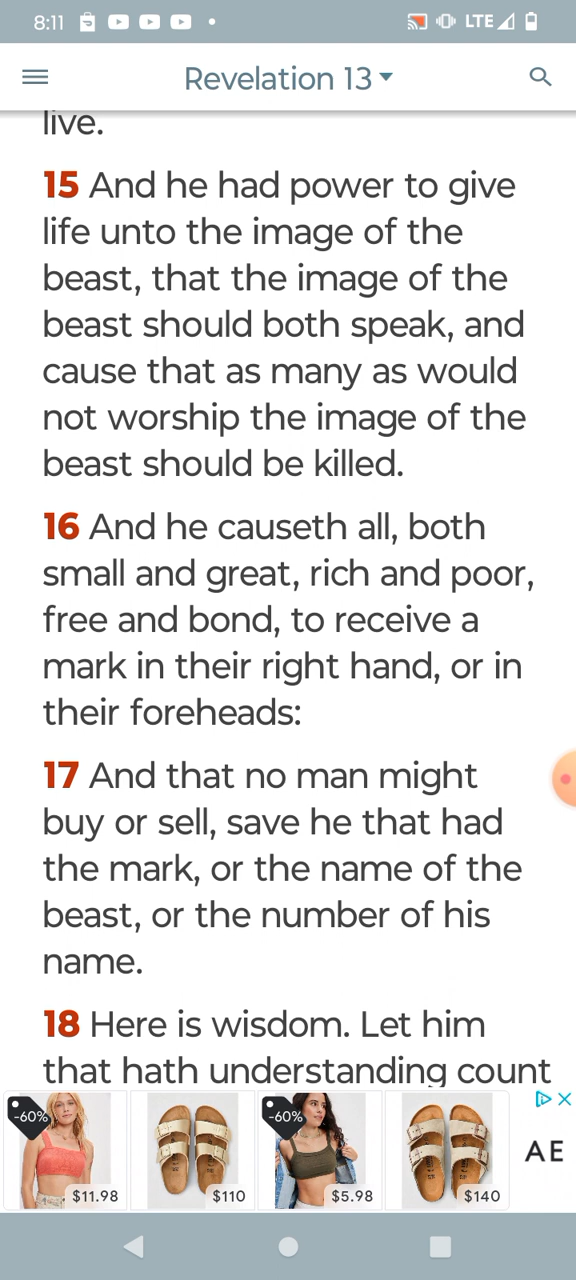 8:11
LTE
Revelation 13
live.
15 And he had power to give
life unto the image of the
beast, that the image of the
beast should both speak, and
cause that as many as would
not worship the image of the
beast should be killed.
16 And he causeth all, both
small and great, rich and poor,
free and bond, to receive a
mark in their right hand, or in
their foreheads:
17 And that no man might
buy or sell, save he that had
the mark, or the name of the
beast, or the number of his
name.
18 Here is wisdom. Let him
that hath understanding count
-60%
$11.98
$110
-60%
$5.98
$140
AE